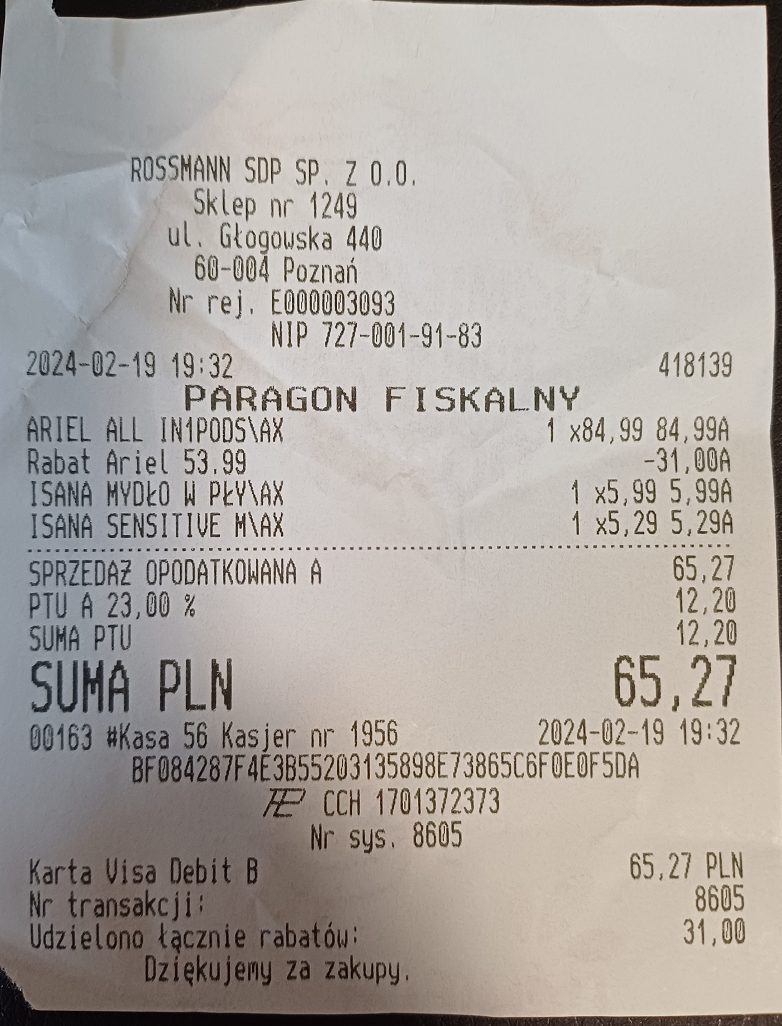 ROSSMANN SDP SP. Z O.O.
Sklep nr 1249
ul. Głogowska 440
60-004 Poznań
Nr rej. E000003093
NIP 727-001-91-83
2024-02-19 19:32 418139
PARAGON FISKALNY
ARIEL ALL IN1PODS\AX 1 x84,99 84,99A
Rabat Ariel 53.99 -31,00A
ISANA MYDŁO W PŁY\AX 1 x5,99 5,99A
ISANA SENSITIVE M\AX 1 x5,29 5,29A
SPRZEDAŻ OPODATKOWANA A 65,27
PTU A 23,00 % 12,20
SUMA PTU 12,20
SUMA PLN 65,27
00163 #Kasa 56 Kasjer nr 1956 2024-02-19 19:32
BF084287F4E3B55203135898E73865C6F0E0F5DA
CCH 1701372373
Nr sys. 8605
Karta Visa Debit B 65,27 PLN
Nr transakcji: 8605
Udzielono łącznie rabatów: 31,00
Dziękujemy za zakupy.